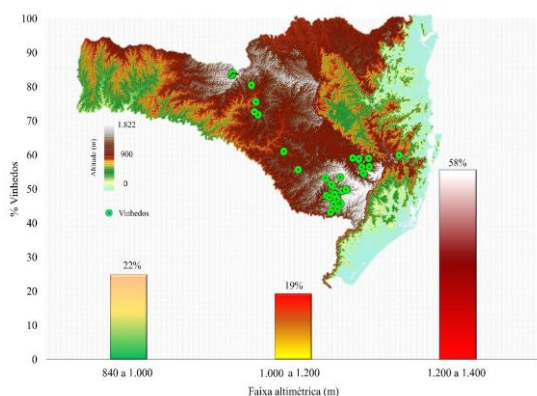 100
90
80
70
60
50
40
30
20
10
0
% Vinhedos
1.822
900
0
Altitude (m)
Vinhedos
22%
19%
58%
840 a 1.000
1.000 a 1.200
1.200 a 1.400
Faixa altimétrica (m)